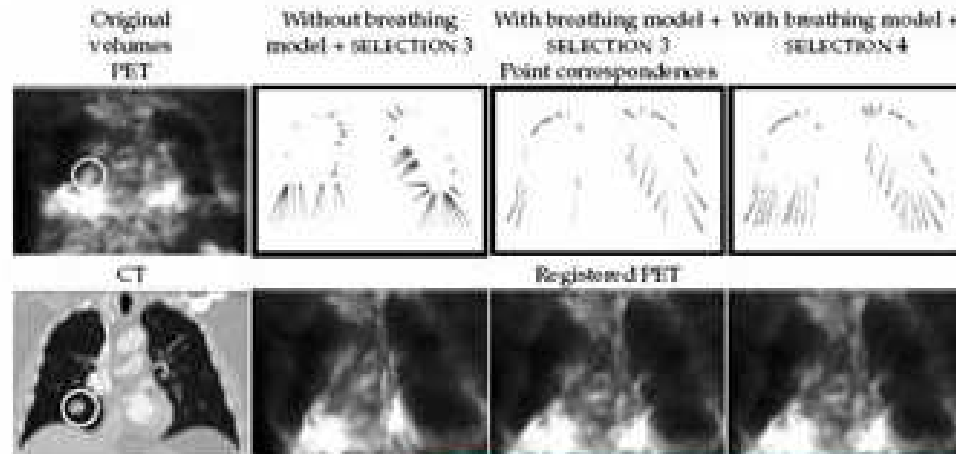 Original
volumes
PET
Without breathing
model + SELECTION 3
With breathing model +
SELECTION 3
Point correspondences
With breathing model +
SELECTION 4
CT
Registered PET